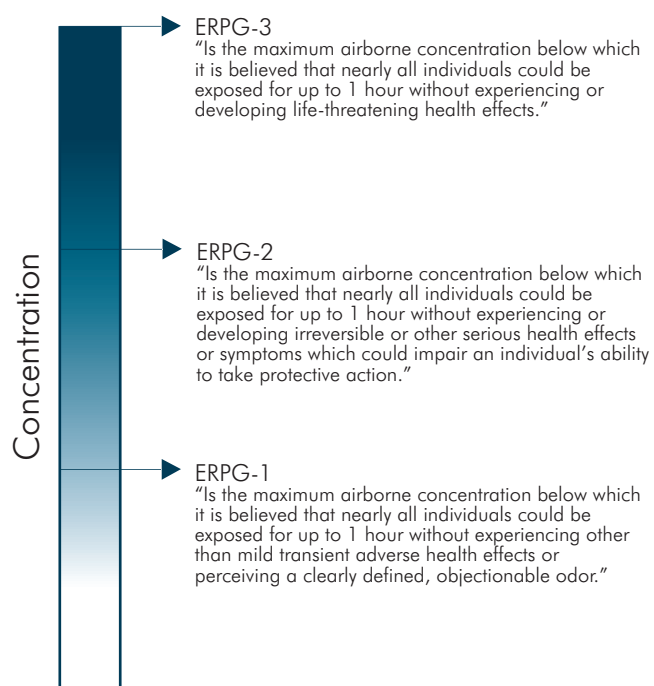 Concentration
ERPG-3
“Is the maximum airborne concentration below which
it is believed that nearly all individuals could be
exposed for up to 1 hour without experiencing or
developing life-threatening health effects.”
ERPG-2
“Is the maximum airborne concentration below which
it is believed that nearly all individuals could be
exposed for up to 1 hour without experiencing or
developing irreversible or other serious health effects
or symptoms which could impair an individual’s ability
to take protective action.”
ERPG-1
“Is the maximum airborne concentration below which
it is believed that nearly all individuals could be
exposed for up to 1 hour without experiencing other
than mild transient adverse health effects or
perceiving a clearly defined, objectionable odor.”